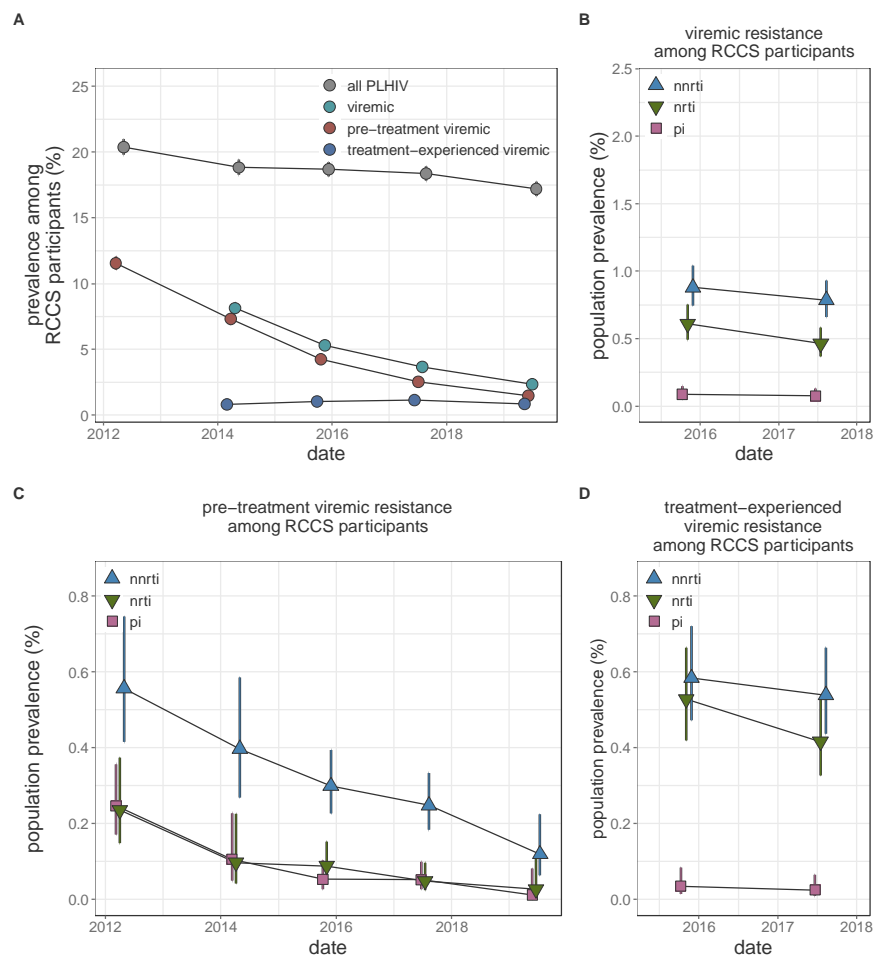 A
prevalence among
RCCS participants (%)
25
20
15
10
5
0
all PLHIV
viremic
pre−treatment viremic
treatment−experienced viremic
2012
2014
2016
2018
date
B
viremic resistance
among RCCS participants
population prevalence (%)
2.5
2.0
1.5
1.0
0.5
0.0
nnrti
nrti
pi
2016
2017
2018
date
C
pre−treatment viremic resistance
among RCCS participants
population prevalence (%)
0.8
0.6
0.4
0.2
0.0
nnrti
nrti
pi
2012
2014
2016
2018
date
D
treatment−experienced
viremic resistance
among RCCS participants
population prevalence (%)
0.8
0.6
0.4
0.2
0.0
nnrti
nrti
pi
2016
2017
2018
date